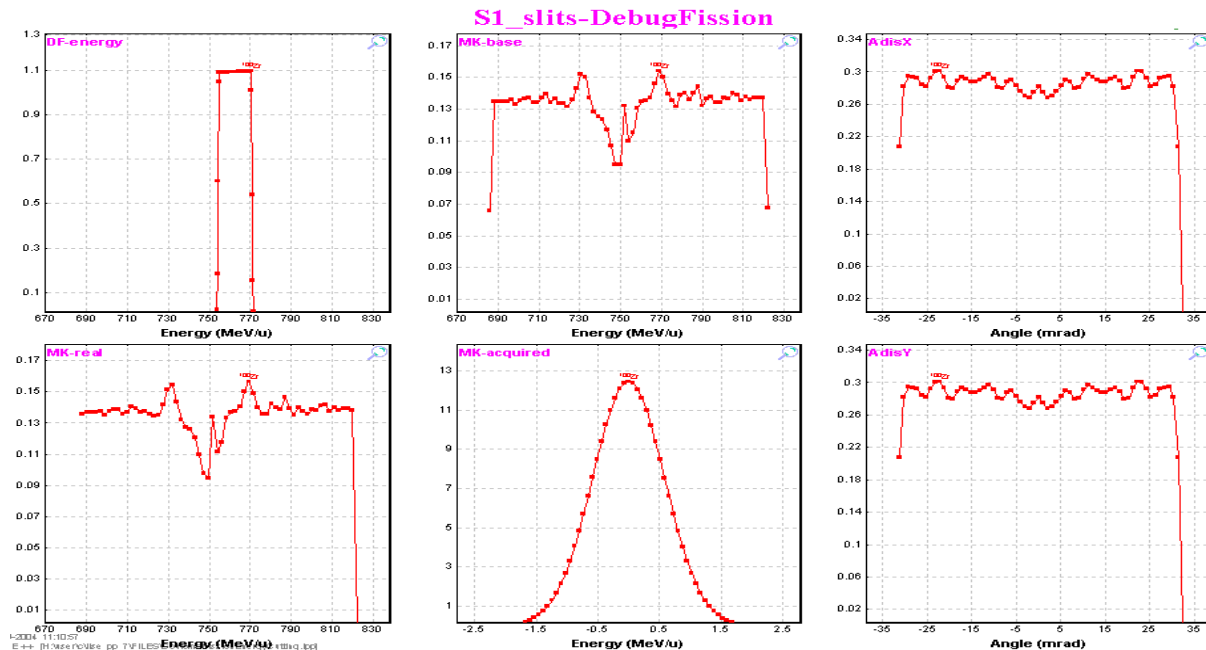 S1_slits-DebugFission
DF-energy
1.3
1.1
0.9
0.7
0.5
0.3
0.1
670 690 710 730 750 770 790 810 830
Energy (MeV/u)
MK-base
0.17
0.15
0.13
0.11
0.09
0.07
0.05
0.03
0.01
670 690 710 730 750 770 790 810 830
Energy (MeV/u)
AdisX
0.34
0.3
0.26
0.22
0.18
0.14
0.1
0.06
0.02
-35 -25 -15 -5 5 15 25 35
Angle (mrad)
MK-real
0.17
0.15
0.13
0.11
0.09
0.07
0.05
0.03
0.01
670 690 710 730 750 770 790 810 830
Energy (MeV/u)
MK-acquired
13
11
9
7
5
3
1
-2.5 -1.5 -0.5 0.5 1.5 2.5
Energy (MeV/u)
AdisY
0.34
0.3
0.26
0.22
0.18
0.14
0.1
0.06
0.02
-35 -25 -15 -5 5 15 25 35
Angle (mrad)
-2004 11:10:57